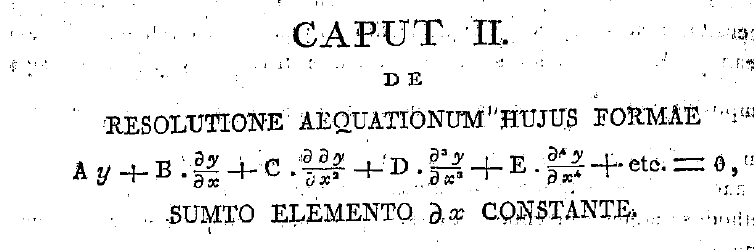 CAPUT II.
DE
RESOLUTIONE AEQUATIONUM HUJUS FORMAE
A y + B . ∂y/∂x + C . ∂∂y/∂x² + D . ∂³y/∂x³ + E . ∂⁴y/∂x⁴ + etc. = 0,
SUMTO ELEMENTO ∂x CONSTANTE.